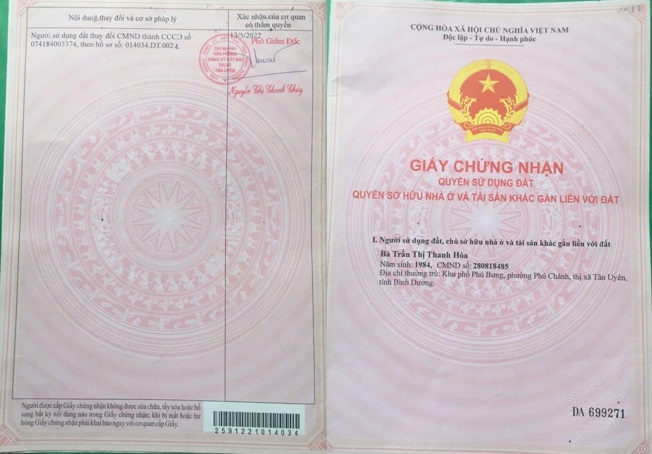 Nội dung thay đổi và cơ sở pháp lý
Xác nhận của cơ quan
có thẩm quyền
Người sử dụng đất thay đổi CMND thành CCCD số
074184003374, theo hồ sơ số: 014034.DT.0024.
13/5/2022
Phó Giám Đốc
Nguyễn Thị Thanh Thúy
Người được cấp Giấy chứng nhận không được sửa chữa, tẩy xóa hoặc bổ
sung bất kỳ nội dung nào trong Giấy chứng nhận; khi bị mất hoặc hư
hỏng Giấy chứng nhận phải khai báo ngay với cơ quan cấp Giấy.
2591221014034
CỘNG HÒA XÃ HỘI CHỦ NGHĨA VIỆT NAM
Độc lập - Tự do - Hạnh phúc
GIẤY CHỨNG NHẬN
QUYỀN SỬ DỤNG ĐẤT
QUYỀN SỞ HỮU NHÀ Ở VÀ TÀI SẢN KHÁC GẮN LIỀN VỚI ĐẤT
I. Người sử dụng đất, chủ sở hữu nhà ở và tài sản khác gắn liền với đất
Bà Trần Thị Thanh Hòa
Năm sinh: 1984, CMND số: 280818485
Địa chỉ thường trú: Khu phố Phú Bưng, phường Phú Chánh, thị xã Tân Uyên,
tỉnh Bình Dương.
DA 699271